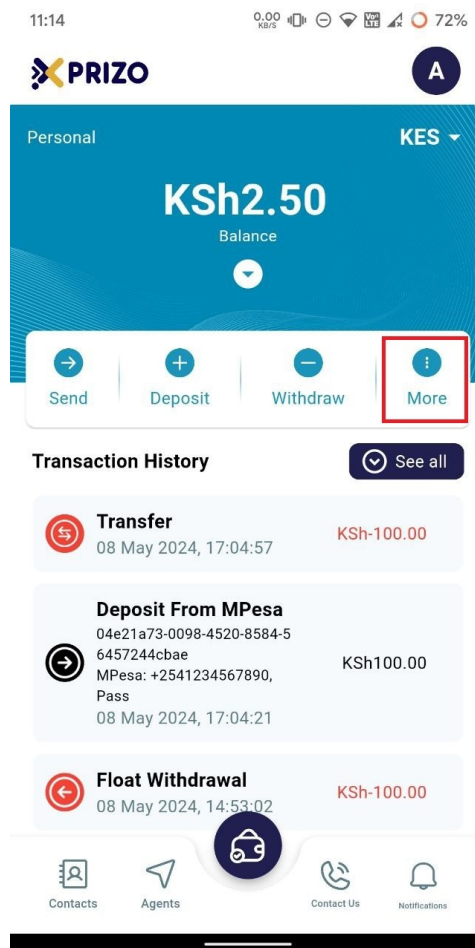 11:14
0.00
KB/S
Vo))
LTE
72%
XPRIZO
A
Personal
KES
KSh2.50
Balance
Send
Deposit
Withdraw
More
Transaction History
See all
Transfer
08 May 2024, 17:04:57
KSh-100.00
Deposit From MPesa
04e21a73-0098-4520-8584-5
6457244cbae
MPesa: +2541234567890,
Pass
08 May 2024, 17:04:21
KSh100.00
Float Withdrawal
08 May 2024, 14:53:02
KSh-100.00
Contacts
Agents
Contact Us
Notifications